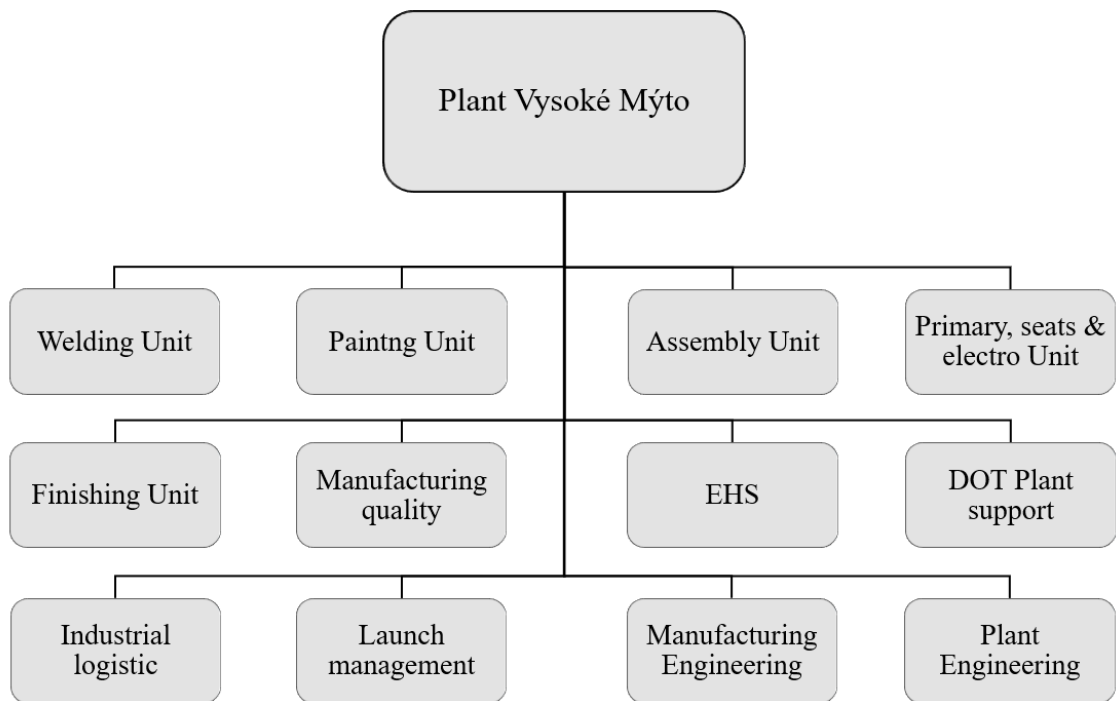 Plant Vysoké Mýto
Welding Unit
Paintng Unit
Assembly Unit
Primary, seats &
electro Unit
Finishing Unit
Manufacturing
quality
EHS
DOT Plant
support
Industrial
logistic
Launch
management
Manufacturing
Engineering
Plant
Engineering